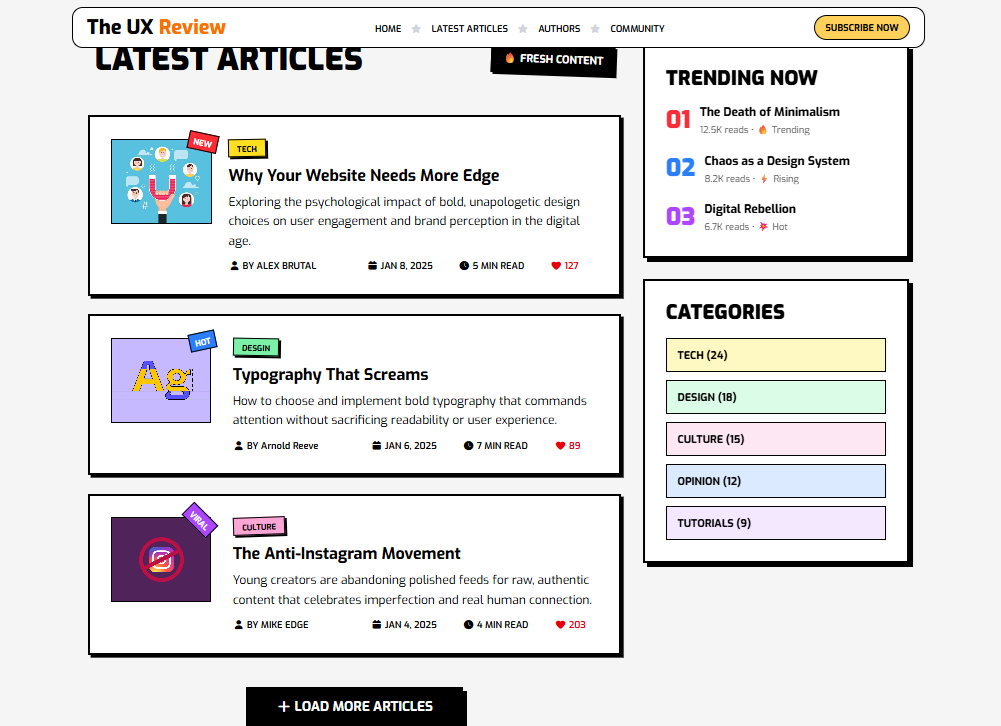 The UX Review
HOME
LATEST ARTICLES
AUTHORS
COMMUNITY
SUBSCRIBE NOW
LATEST ARTICLES
FRESH CONTENT
NEW
TECH
Why Your Website Needs More Edge
Exploring the psychological impact of bold, unapologetic design
choices on user engagement and brand perception in the digital
age.
BY ALEX BRUTAL
JAN 8, 2025
5 MIN READ
127
Ag
HOT
DESGIN
Typography That Screams
How to choose and implement bold typography that commands
attention without sacrificing readability or user experience.
BY Arnold Reeve
JAN 6, 2025
7 MIN READ
89
VIRAL
CULTURE
The Anti-Instagram Movement
Young creators are abandoning polished feeds for raw, authentic
content that celebrates imperfection and real human connection.
BY MIKE EDGE
JAN 4, 2025
4 MIN READ
203
+ LOAD MORE ARTICLES
TRENDING NOW
01
The Death of Minimalism
12.5K reads · Trending
02
Chaos as a Design System
8.2K reads · Rising
03
Digital Rebellion
6.7K reads · Hot
CATEGORIES
TECH (24)
DESIGN (18)
CULTURE (15)
OPINION (12)
TUTORIALS (9)